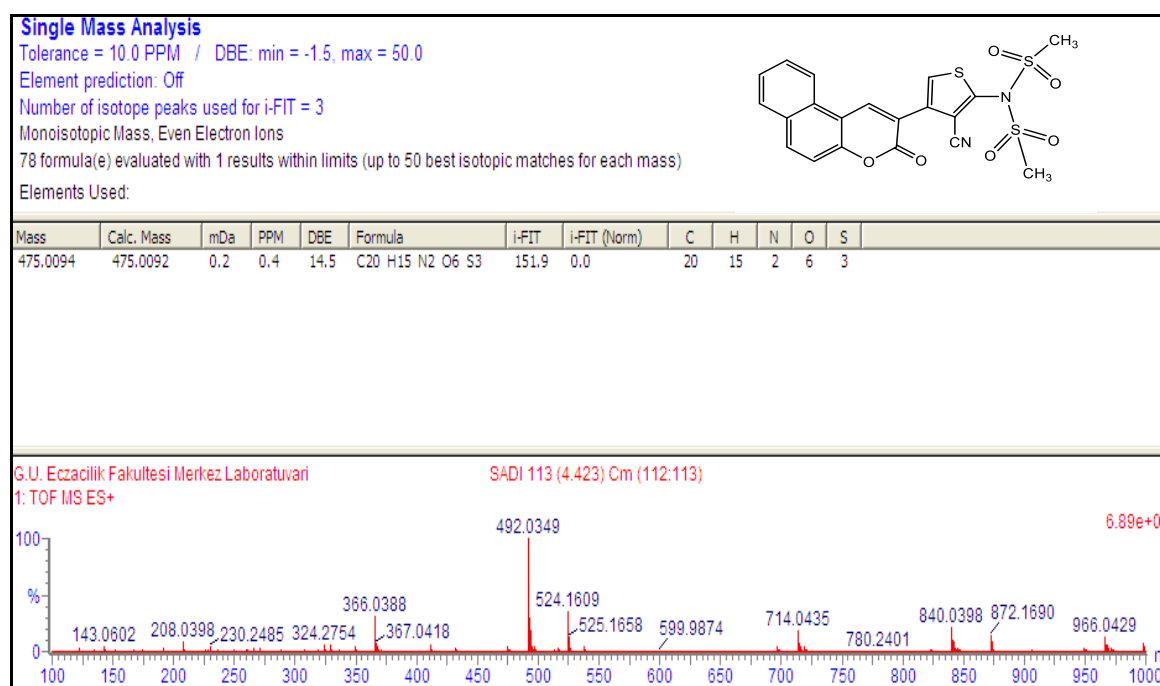 Single Mass Analysis
Tolerance = 10.0 PPM / DBE: min = -1.5, max = 50.0
Element prediction: Off
Number of isotope peaks used for i-FIT = 3
Monoisotopic Mass, Even Electron Ions
78 formula(e) evaluated with 1 results within limits (up to 50 best isotopic matches for each mass)
Elements Used:
CH3
O
S
O
S
N
O
S
O
CN
O
O
CH3
Mass Calc. Mass mDa PPM DBE Formula i-FIT i-FIT (Norm) C H N O S
475.0094 475.0092 0.2 0.4 14.5 C20 H15 N2 O6 S3 151.9 0.0 20 15 2 6 3
G.U. Eczacilik Fakultesi Merkez Laboratuvari SADI 113 (4.423) Cm (112:113)
1: TOF MS ES+
6.89e+0
100
%
0
492.0349
524.1609
366.0388
525.1658
714.0435
840.0398
872.1690
143.0602
208.0398
230.2485
324.2754
367.0418
599.9874
780.2401
966.0429
100 150 200 250 300 350 400 450 500 550 600 650 700 750 800 850 900 950 1000